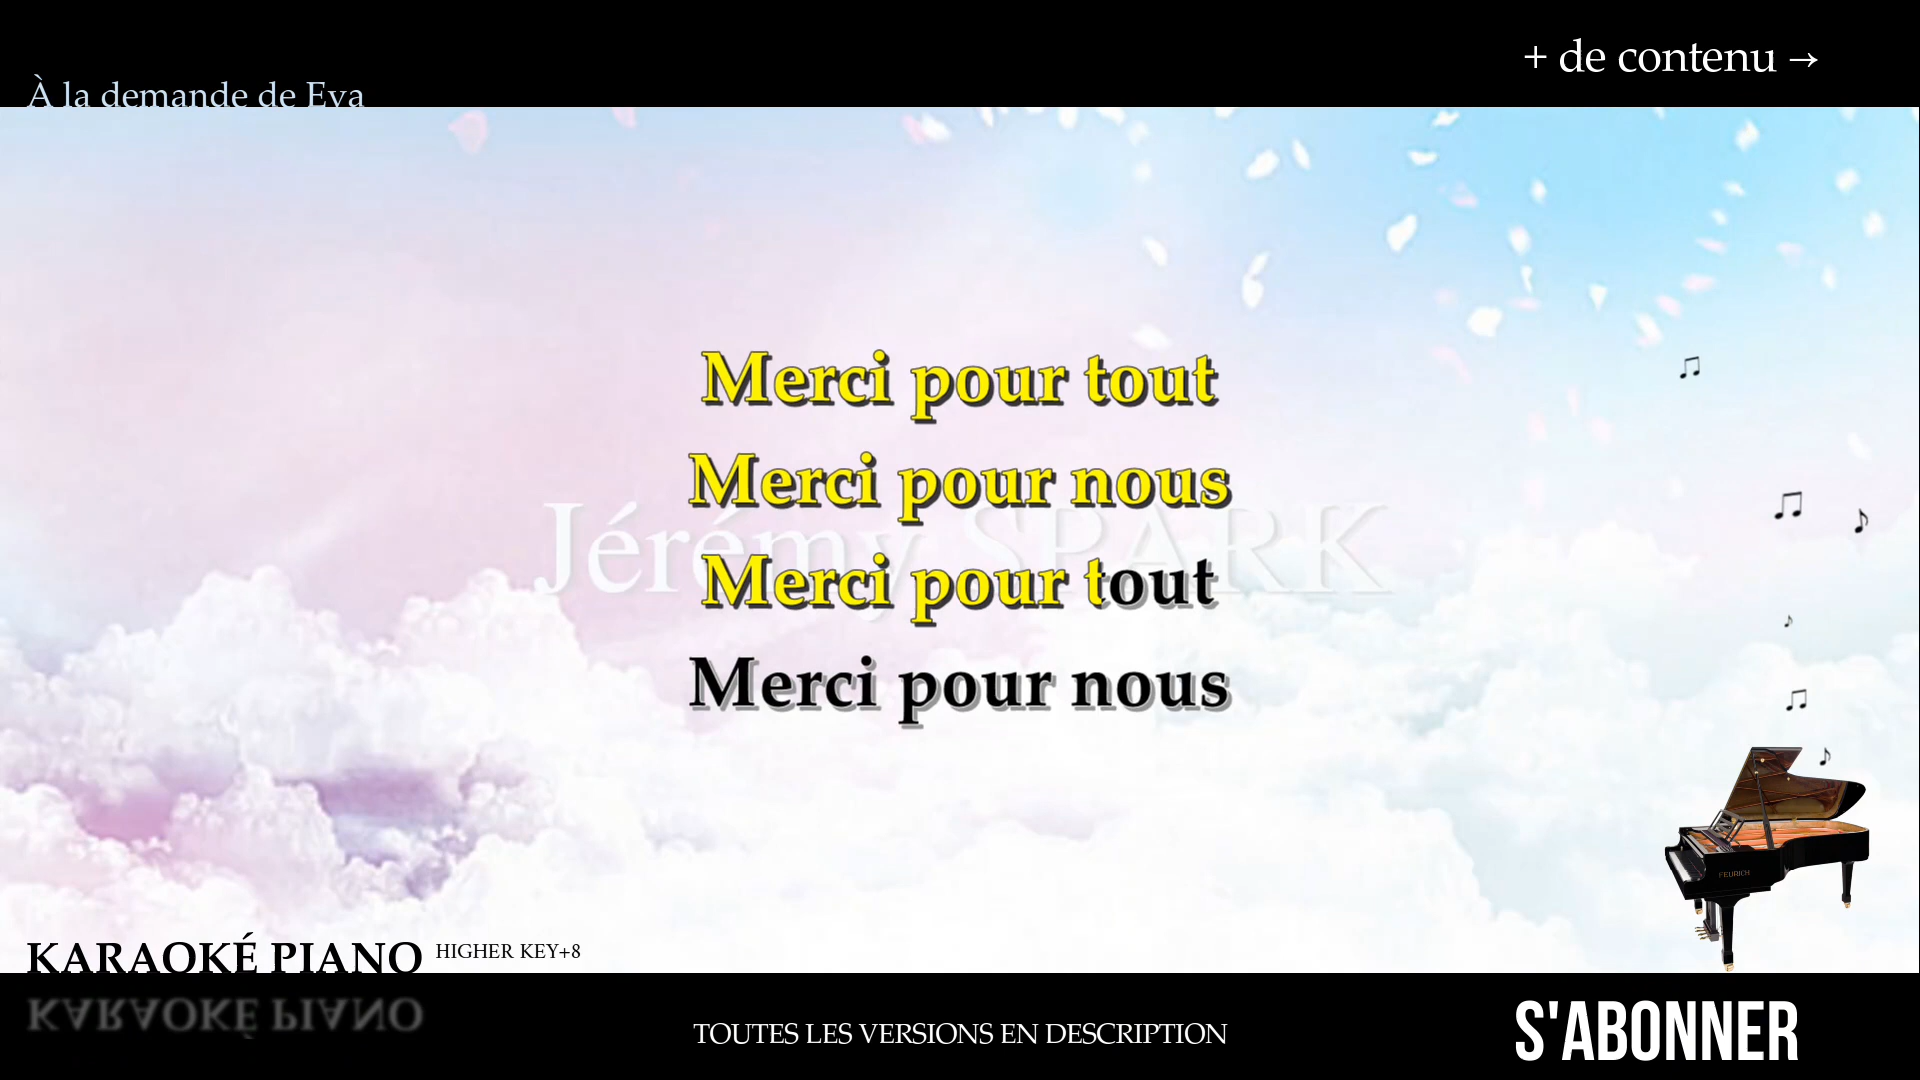 + de contenu →
À la demande de Eva
Merci pour tout
Merci pour nous
Jérémy SPARK
Merci pour tout
Merci pour nous
FEURICH
KARAOKÉ PIANO HIGHER KEY+8
KARAOKÉ PIANO
TOUTES LES VERSIONS EN DESCRIPTION
S'ABONNER